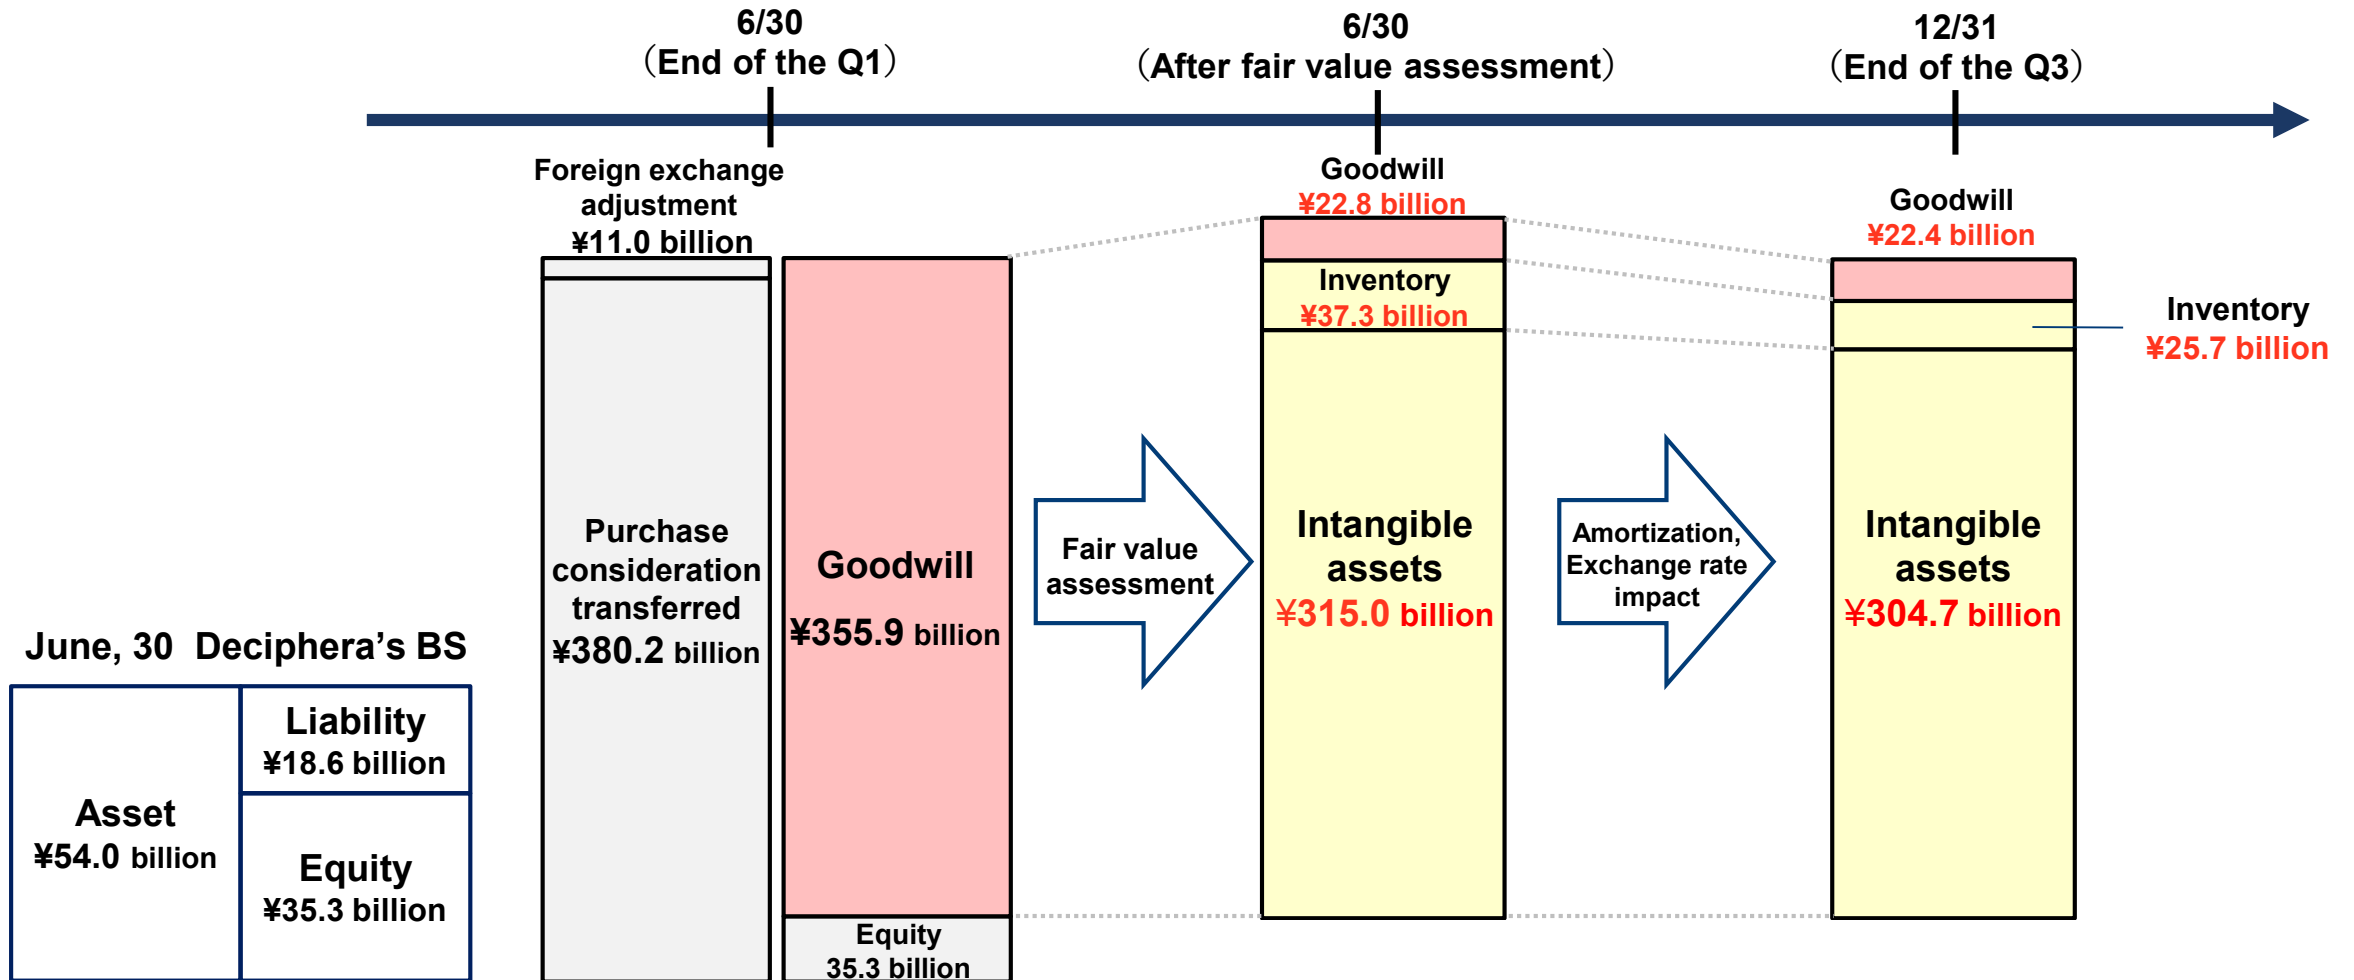 6/30
（End of the Q1）
6/30
（After fair value assessment）
12/31
（End of the Q3）
Foreign exchange
adjustment
¥11.0 billion
Purchase
consideration
transferred
¥380.2 billion
Goodwill
¥355.9 billion
Equity
35.3 billion
June, 30 Deciphera’s BS
Asset
¥54.0 billion
Liability
¥18.6 billion
Equity
¥35.3 billion
Fair value
assessment
Goodwill
¥22.8 billion
Inventory
¥37.3 billion
Intangible
assets
¥315.0 billion
Amortization,
Exchange rate
impact
Goodwill
¥22.4 billion
Inventory
¥25.7 billion
Intangible
assets
¥304.7 billion